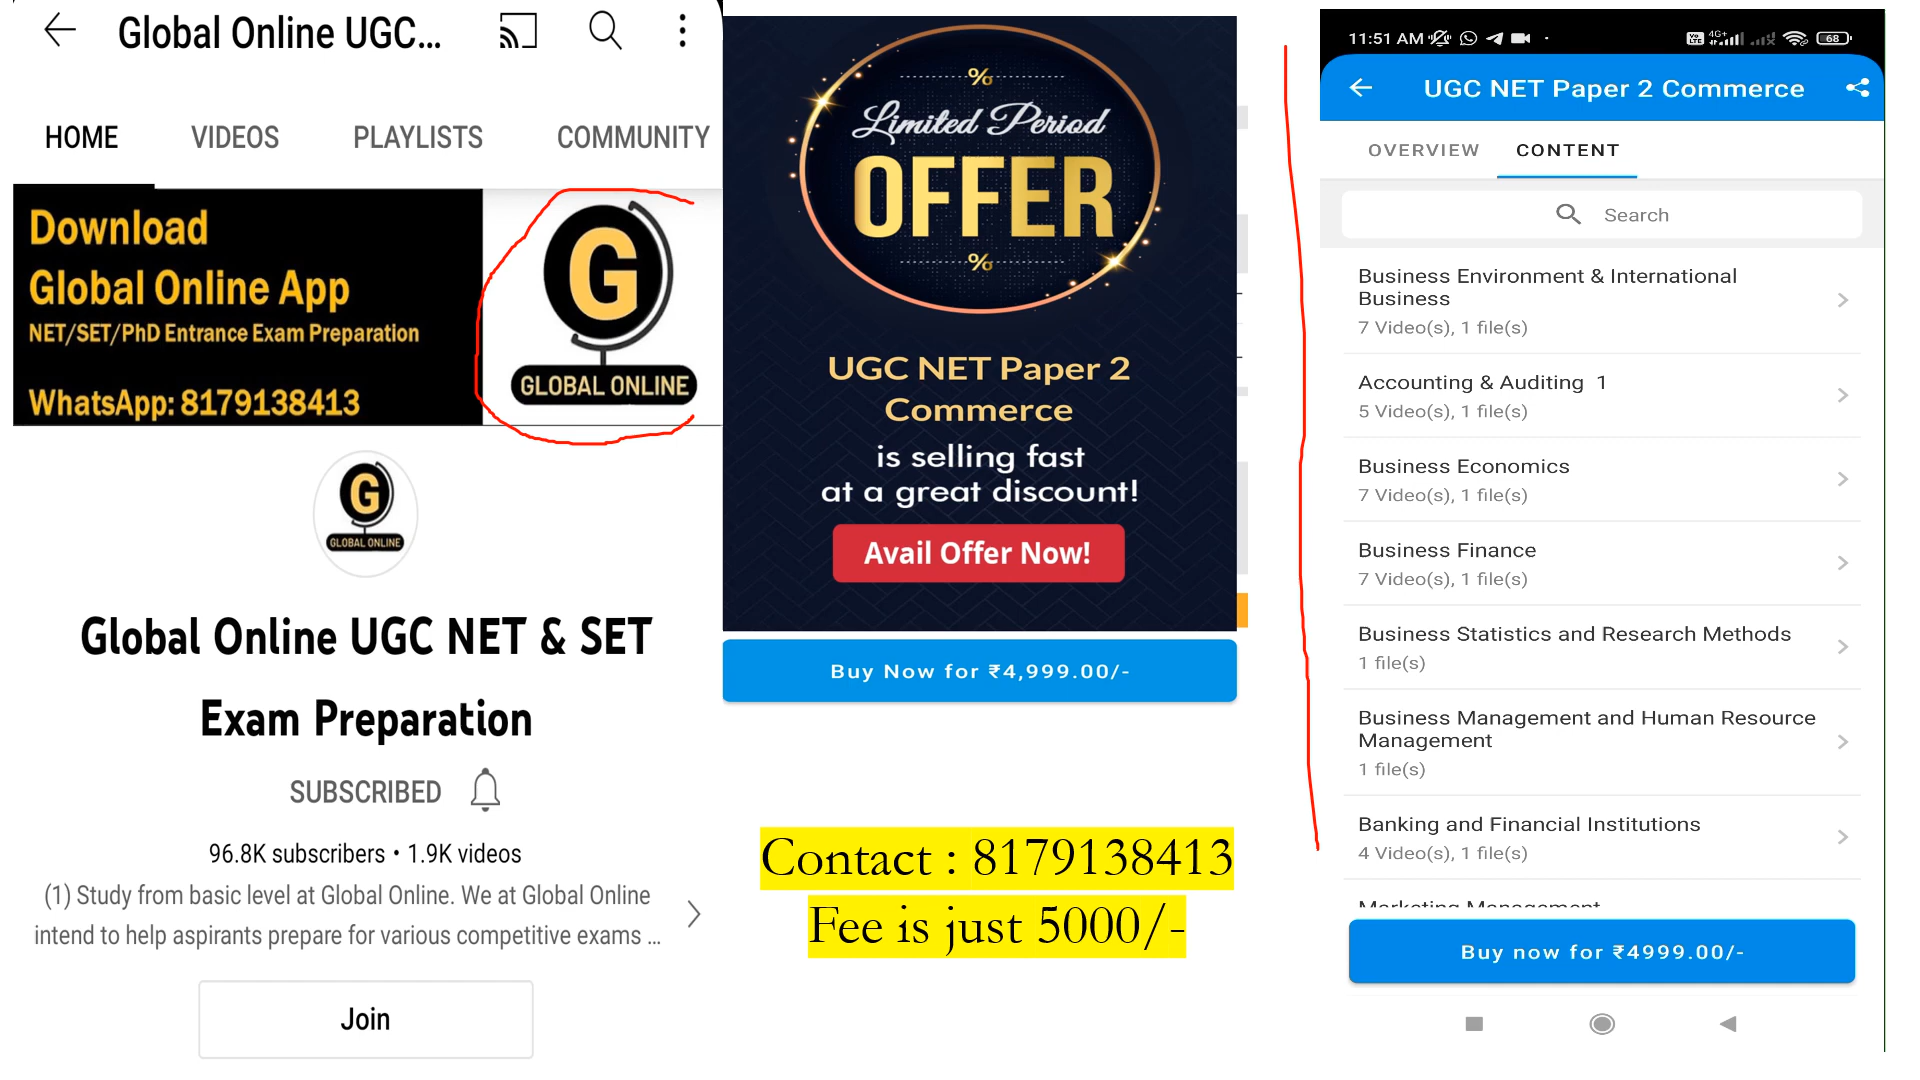 Global Online UGC...
HOME VIDEOS PLAYLISTS COMMUNITY
Download
Global Online App
NET/SET/PhD Entrance Exam Preparation
WhatsApp: 8179138413
G
GLOBAL ONLINE
G
GLOBAL ONLINE
Global Online UGC NET & SET
Exam Preparation
SUBSCRIBED
96.8K subscribers • 1.9K videos
(1) Study from basic level at Global Online. We at Global Online
intend to help aspirants prepare for various competitive exams ...
Join
%
Limited Period
OFFER
%
UGC NET Paper 2
Commerce
is selling fast
at a great discount!
Avail Offer Now!
Buy Now for ₹4,999.00/-
Contact : 8179138413
Fee is just 5000/-
11:51 AM Vo LTE 4G+ 68
UGC NET Paper 2 Commerce
OVERVIEW CONTENT
Search
Business Environment & International
Business
7 Video(s), 1 file(s)
Accounting & Auditing 1
5 Video(s), 1 file(s)
Business Economics
7 Video(s), 1 file(s)
Business Finance
7 Video(s), 1 file(s)
Business Statistics and Research Methods
1 file(s)
Business Management and Human Resource
Management
1 file(s)
Banking and Financial Institutions
4 Video(s), 1 file(s)
Marketing Management
Buy now for ₹4999.00/-